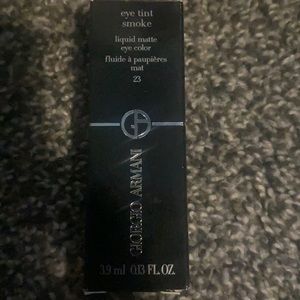 eye tint
smoke
liquid matte
eye color
fluide à paupières
mat
23
GIORGIO ARMANI
3.9 ml 0.13 FL.OZ.